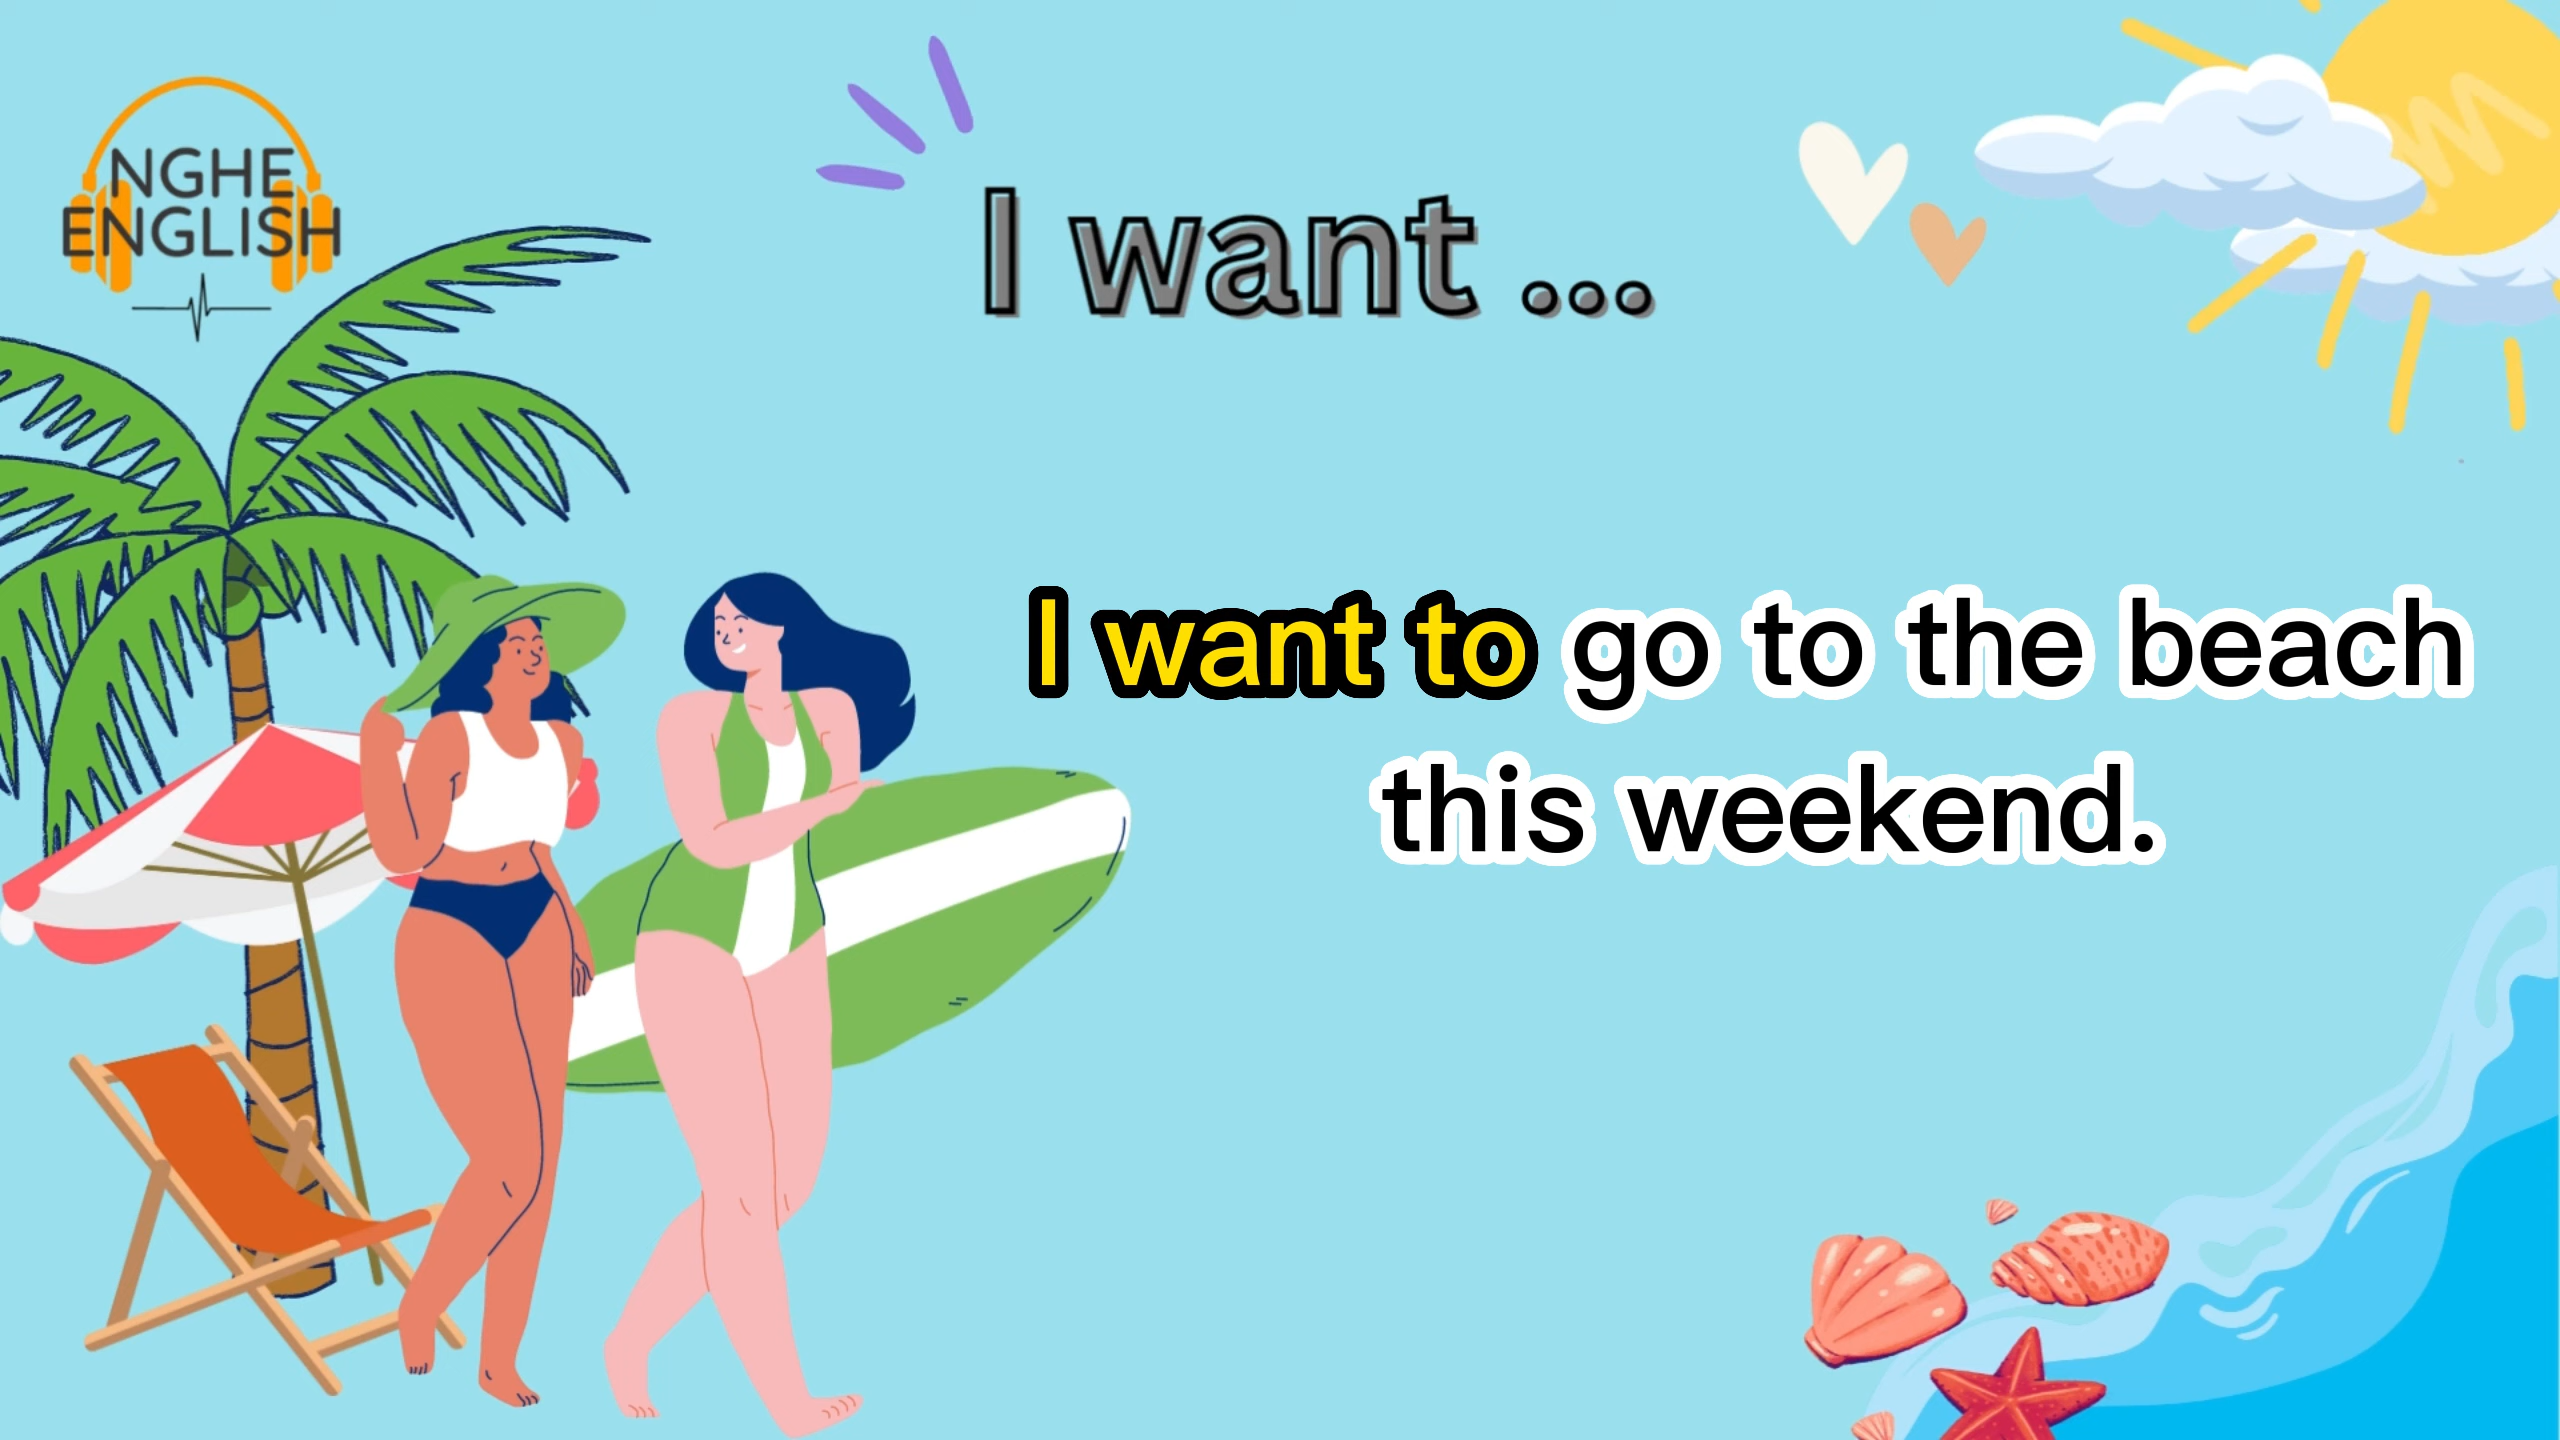 NGHE
ENGLISH
I want ...
I want to go to the beach
this weekend.